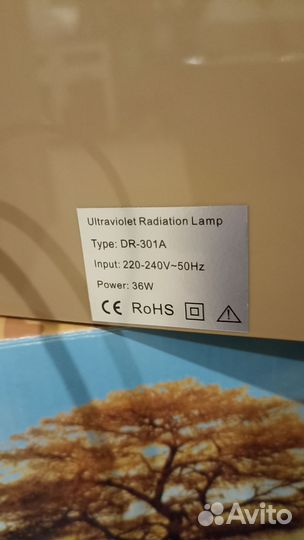 Ultraviolet Radiation Lamp
Type: DR-301A
Input: 220-240V~50Hz
Power: 36W
CE RoHS
Avito